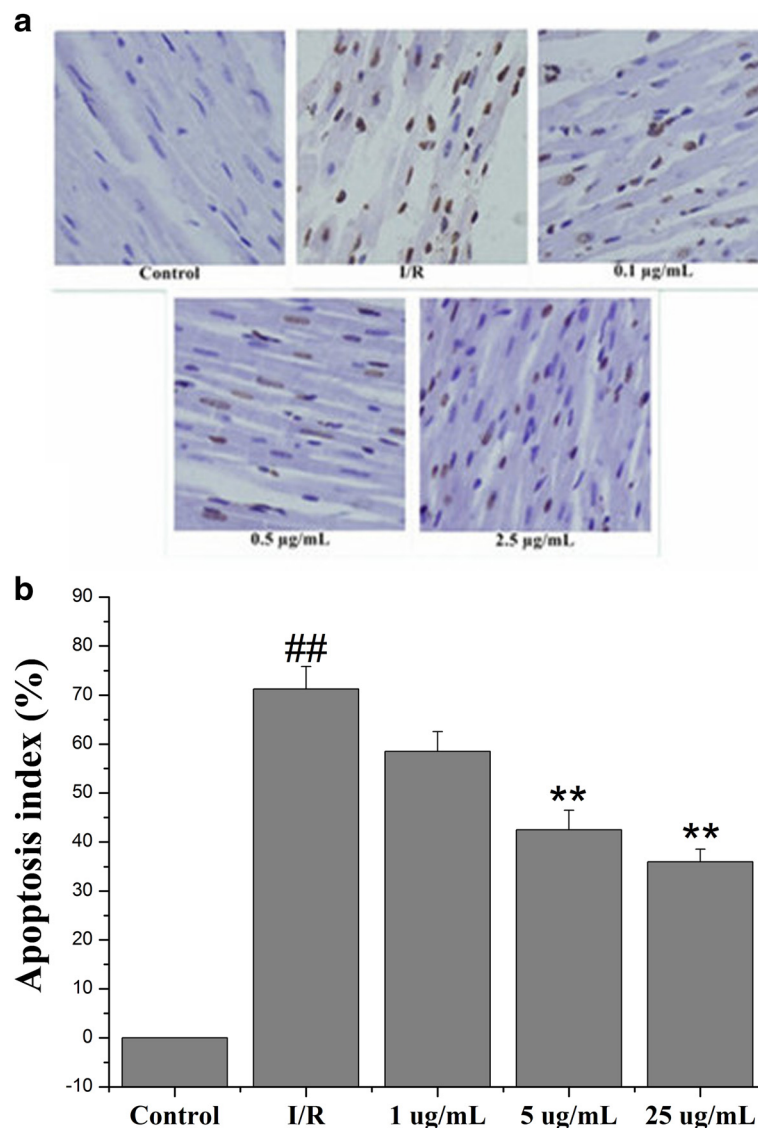 a
Control
I/R
0.1 µg/mL
0.5 µg/mL
2.5 µg/mL
b
Apoptosis index (%)
90
80
70
60
50
40
30
20
10
0
-10
##
**
**
Control
I/R
1 ug/mL
5 ug/mL
25 ug/mL